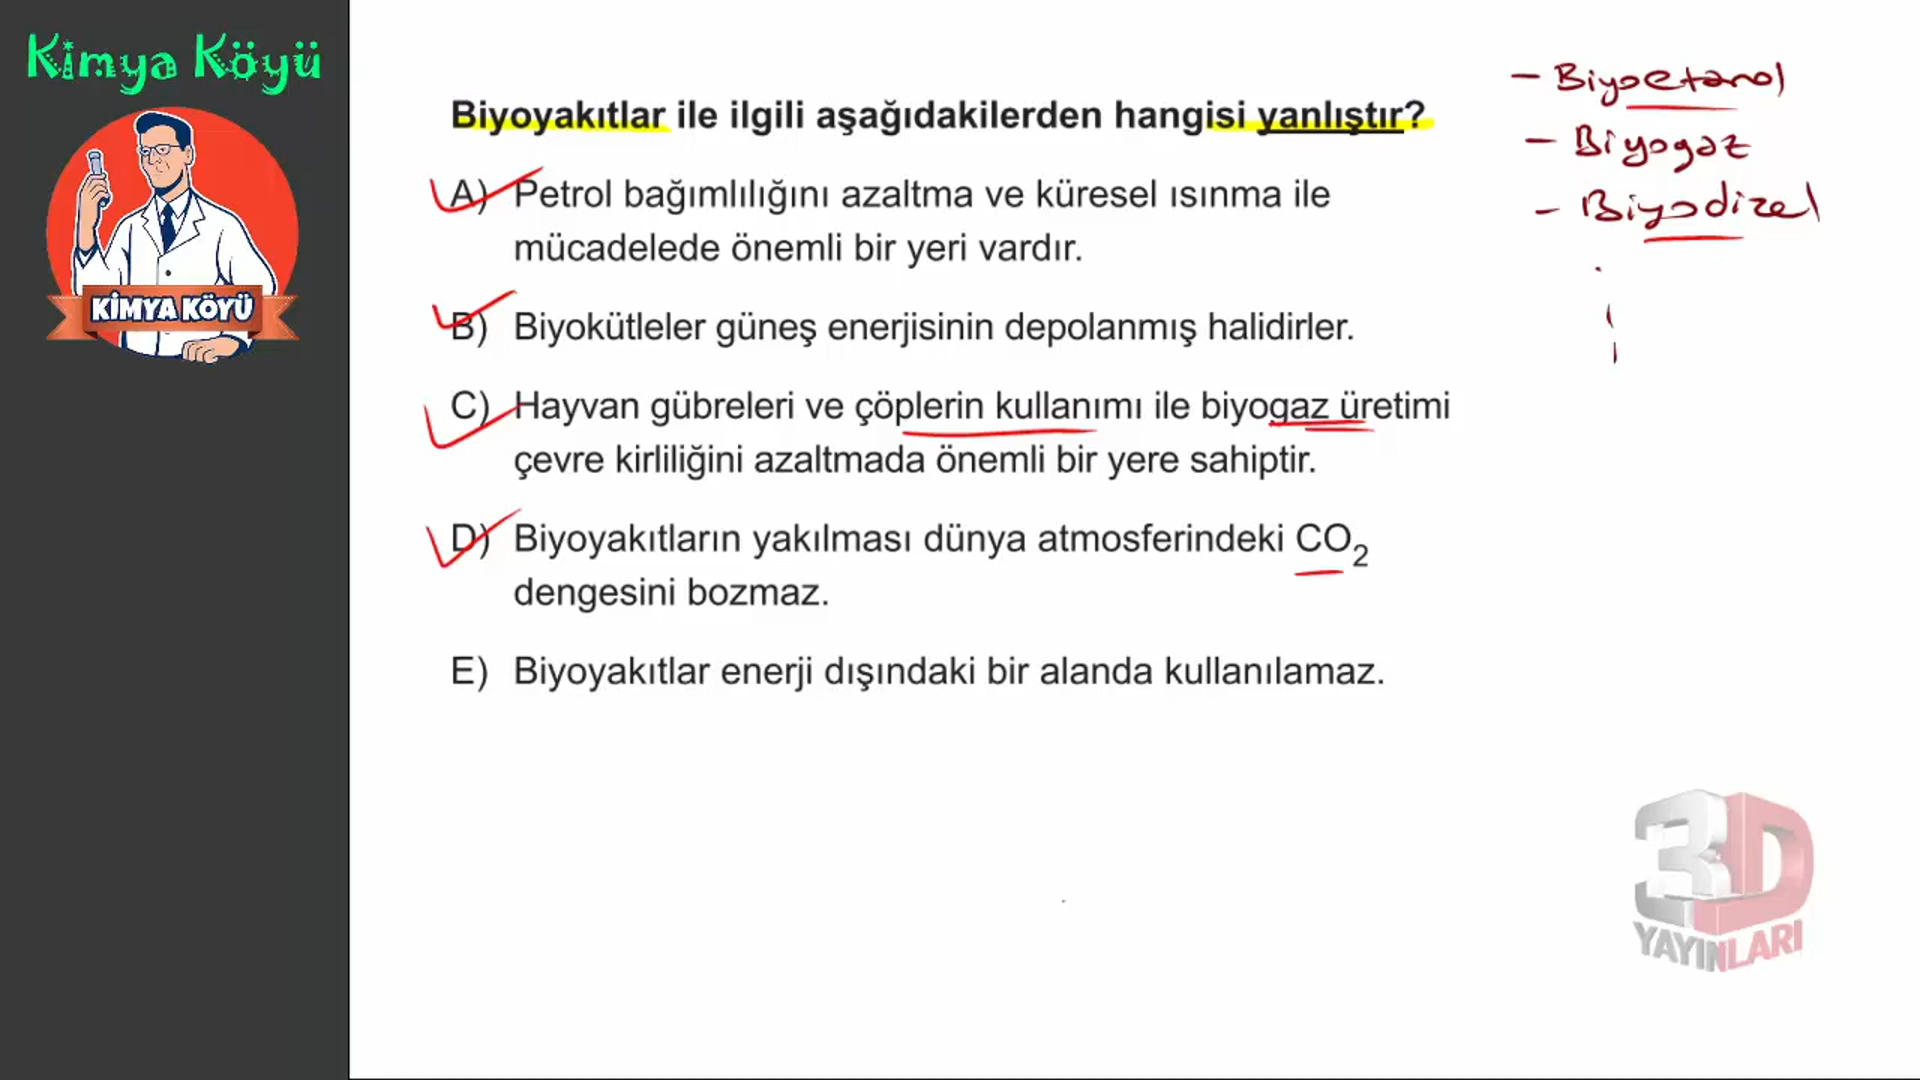 Kimya Köyü
KİMYA KÖYÜ
Biyoyakıtlar ile ilgili aşağıdakilerden hangisi yanlıştır?
A) Petrol bağımlılığını azaltma ve küresel ısınma ile
mücadelede önemli bir yeri vardır.
B) Biyokütleler güneş enerjisinin depolanmış halidirler.
C) Hayvan gübreleri ve çöplerin kullanımı ile biyogaz üretimi
çevre kirliliğini azaltmada önemli bir yere sahiptir.
D) Biyoyakıtların yakılması dünya atmosferindeki CO₂
dengesini bozmaz.
E) Biyoyakıtlar enerji dışındaki bir alanda kullanılamaz.
- Biyoetanol
- Biyogaz
- Biyodizel
3D
YAYINLARI